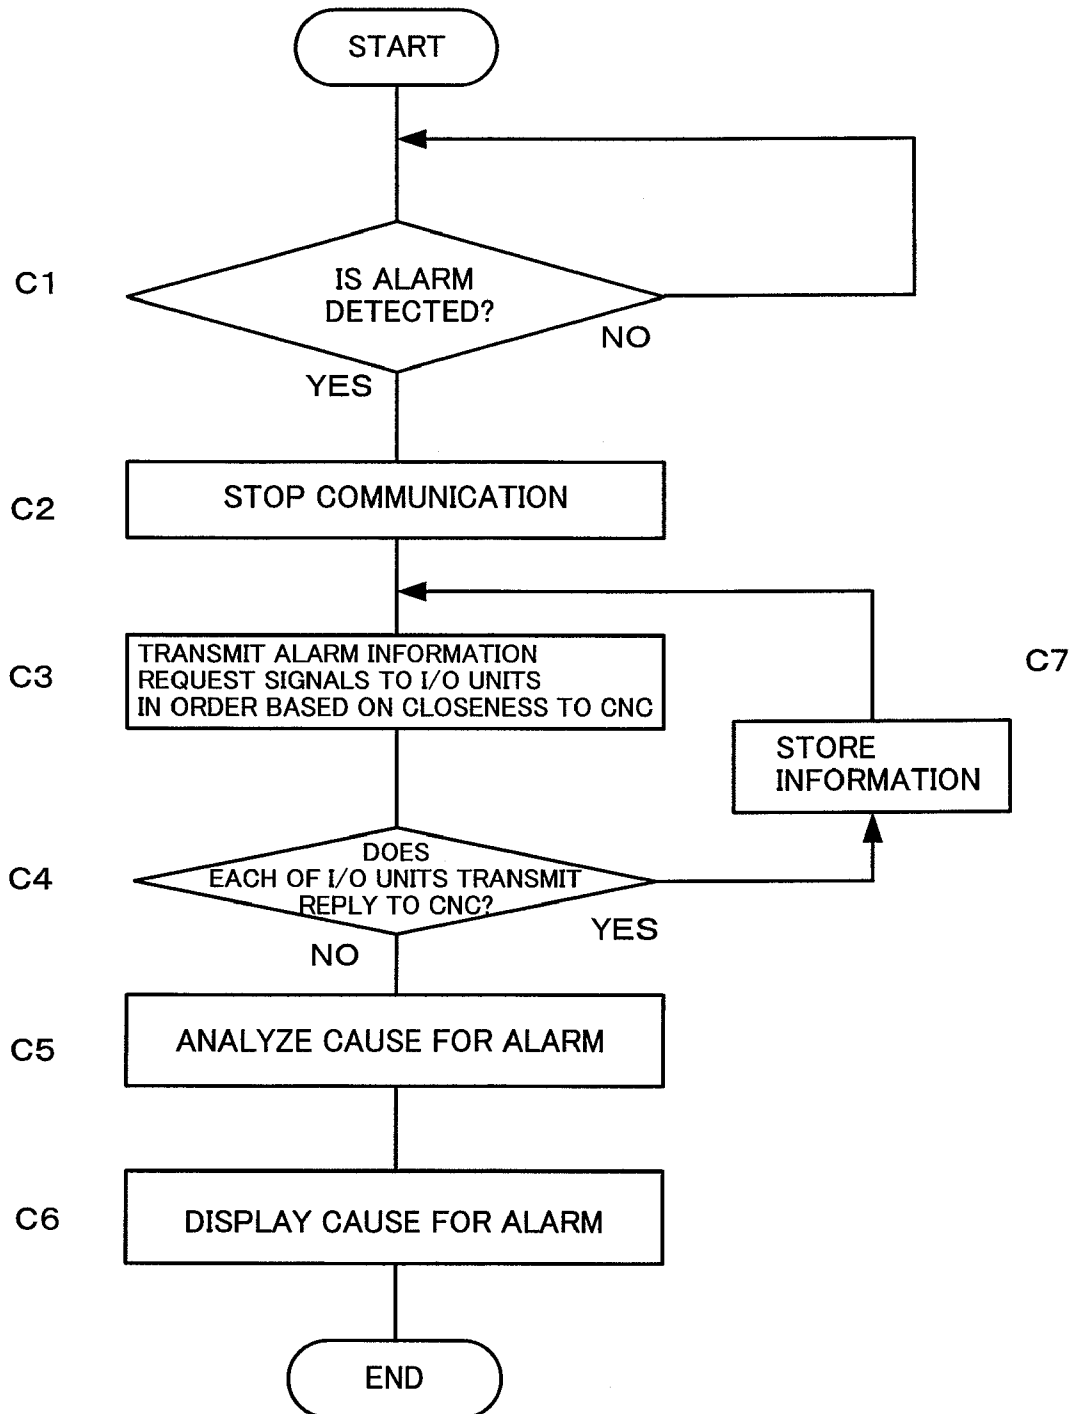 START
C1
IS ALARM
DETECTED?
NO
YES
C2
STOP COMMUNICATION
C3
TRANSMIT ALARM INFORMATION
REQUEST SIGNALS TO I/O UNITS
IN ORDER BASED ON CLOSENESS TO CNC
C7
STORE
INFORMATION
C4
DOES
EACH OF I/O UNITS TRANSMIT
REPLY TO CNC?
YES
NO
C5
ANALYZE CAUSE FOR ALARM
C6
DISPLAY CAUSE FOR ALARM
END